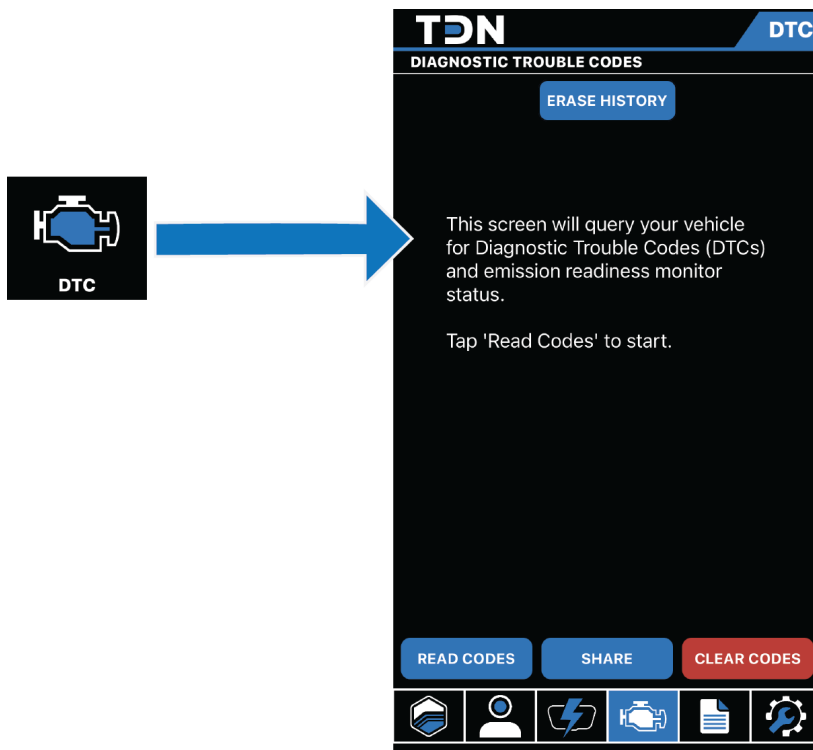 TDN
DTC
DIAGNOSTIC TROUBLE CODES
ERASE HISTORY
DTC
This screen will query your vehicle
for Diagnostic Trouble Codes (DTCs)
and emission readiness monitor
status.
Tap 'Read Codes' to start.
READ CODES
SHARE
CLEAR CODES